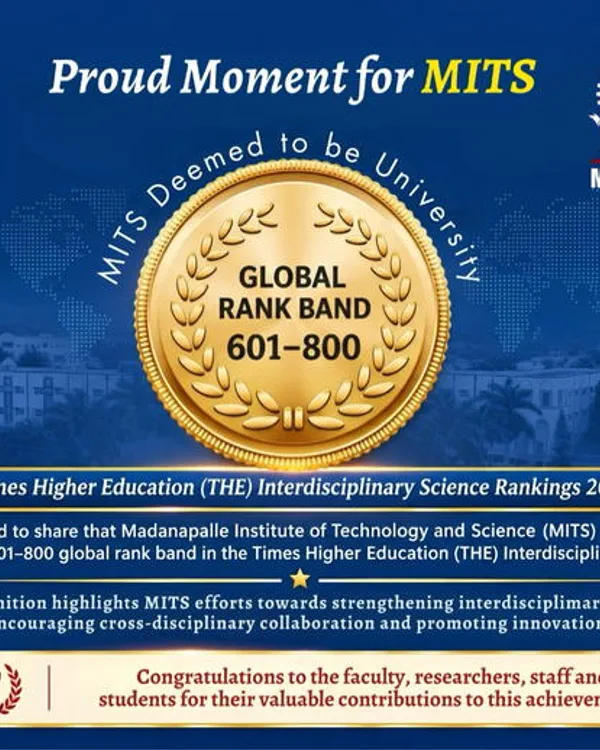 Proud Moment for MITS
MITS Deemed to be University
GLOBAL
RANK BAND
601–800
Higher Education (THE) Interdisciplinary Science Rankings
to share that Madanapalle Institute of Technology and Science (MITS)
01–800 global rank band in the Times Higher Education (THE)
highlights MITS efforts towards strengthening
cross-disciplinary collaboration and promoting
Congratulations to the faculty, researchers, staff
students for their valuable contributions to this